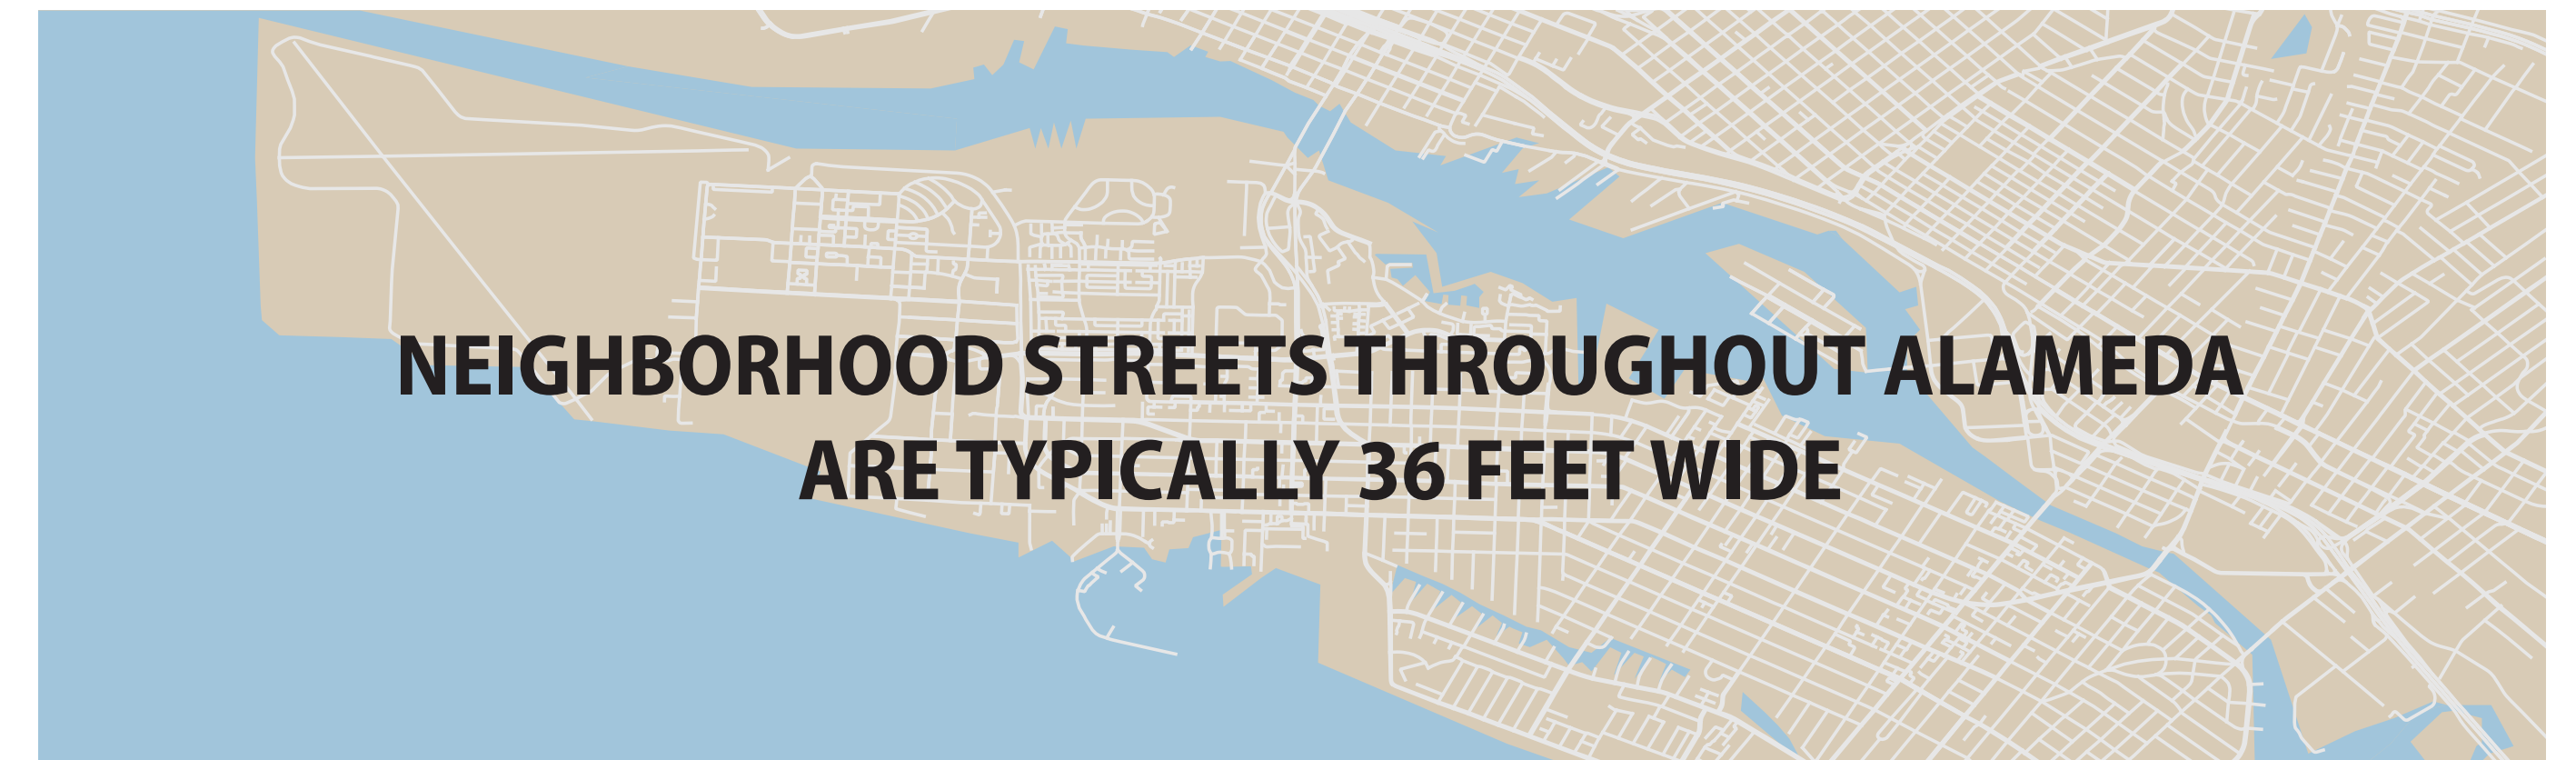 NEIGHBORHOOD STREETS THROUGHOUT ALAMEDA
ARE TYPICALLY 36 FEET WIDE